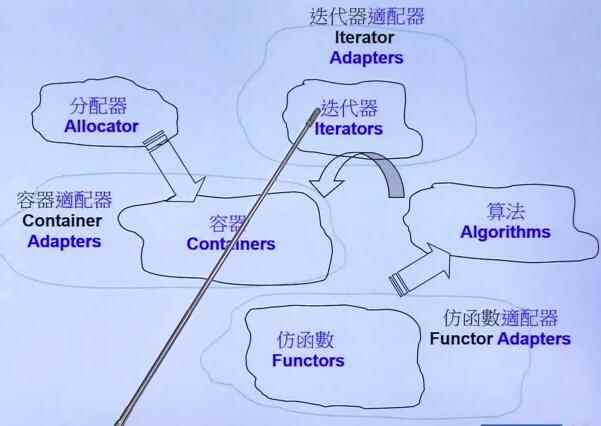 迭代器適配器
Iterator
Adapters
分配器
Allocator
迭代器
Iterators
容器適配器
Container
Adapters
容器
Containers
算法
Algorithms
仿函數
Functors
仿函數適配器
Functor Adapters